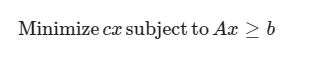 Minimize cx subject to Ax ≥ b